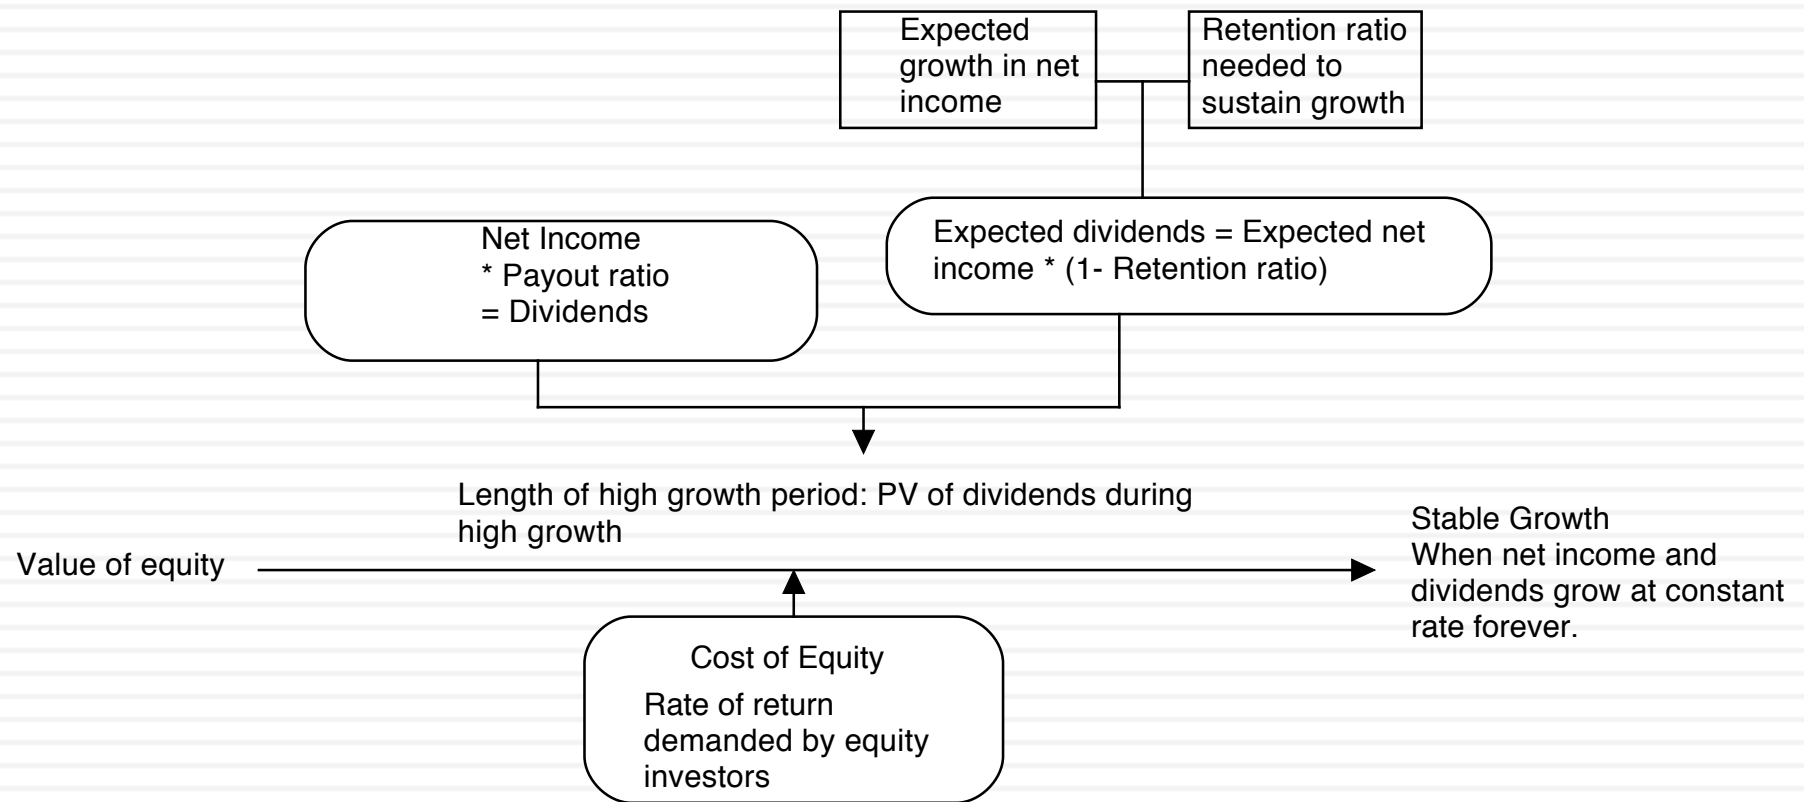 Expected
growth in net
income
Retention ratio
needed to
sustain growth
Net Income
* Payout ratio
= Dividends
Expected dividends = Expected net
income * (1- Retention ratio)
Length of high growth period: PV of dividends during
high growth
Value of equity
Stable Growth
When net income and
dividends grow at constant
rate forever.
Cost of Equity
Rate of return
demanded by equity
investors